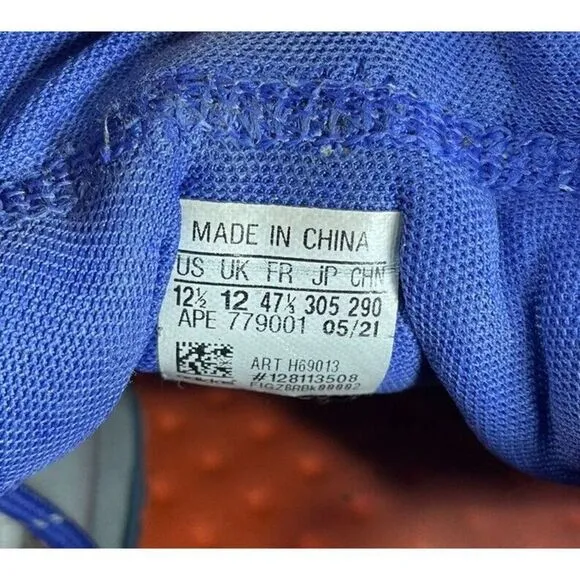 MADE IN CHINA
US UK FR JP CHN
12½ 12 47⅓ 305 290
APE 779001 05/21
ART H69013
#128113508